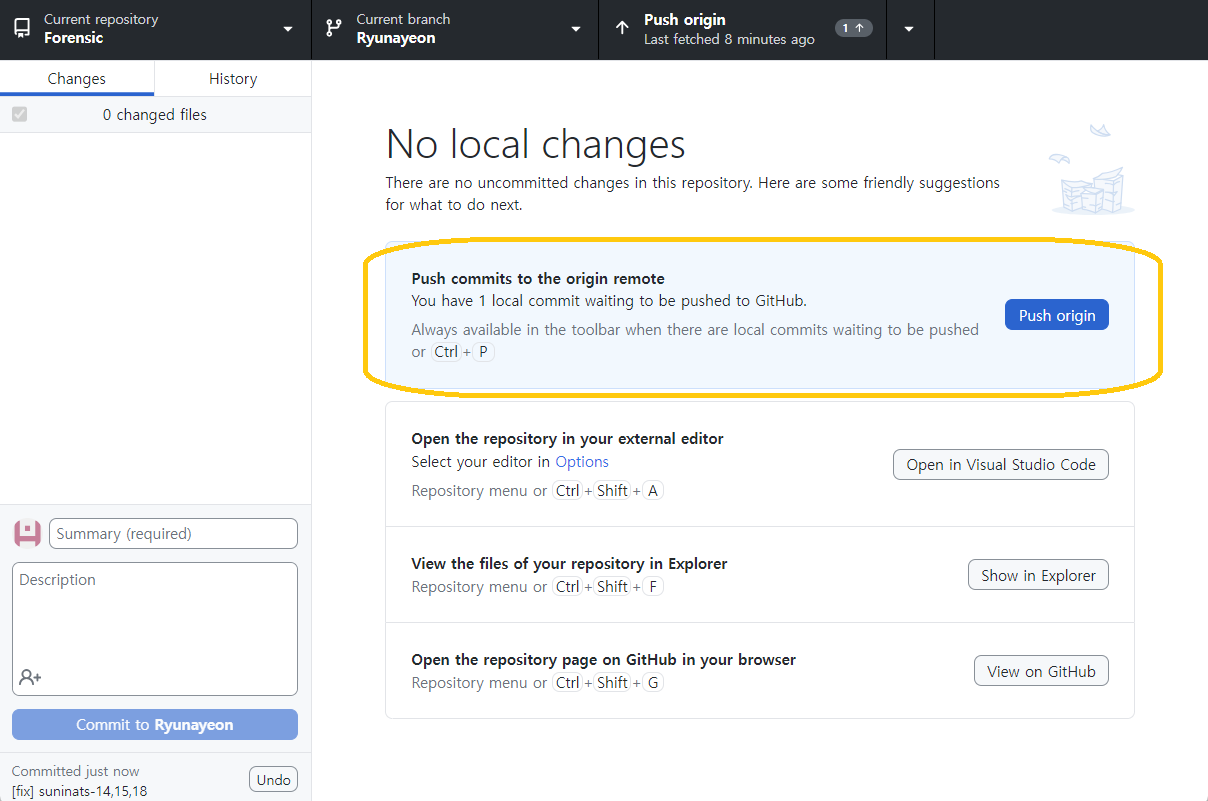 Current repository
Forensic
Current branch
Ryunayeon
Push origin
Last fetched 8 minutes ago
1
Changes
History
0 changed files
No local changes
There are no uncommitted changes in this repository. Here are some friendly suggestions
for what to do next.
Push commits to the origin remote
You have 1 local commit waiting to be pushed to GitHub.
Always available in the toolbar when there are local commits waiting to be pushed
or Ctrl + P
Push origin
Open the repository in your external editor
Select your editor in Options
Repository menu or Ctrl + Shift + A
Open in Visual Studio Code
View the files of your repository in Explorer
Repository menu or Ctrl + Shift + F
Show in Explorer
Open the repository page on GitHub in your browser
Repository menu or Ctrl + Shift + G
View on GitHub
Summary (required)
Description
Commit to Ryunayeon
Committed just now
[fix] suninats-14,15,18
Undo